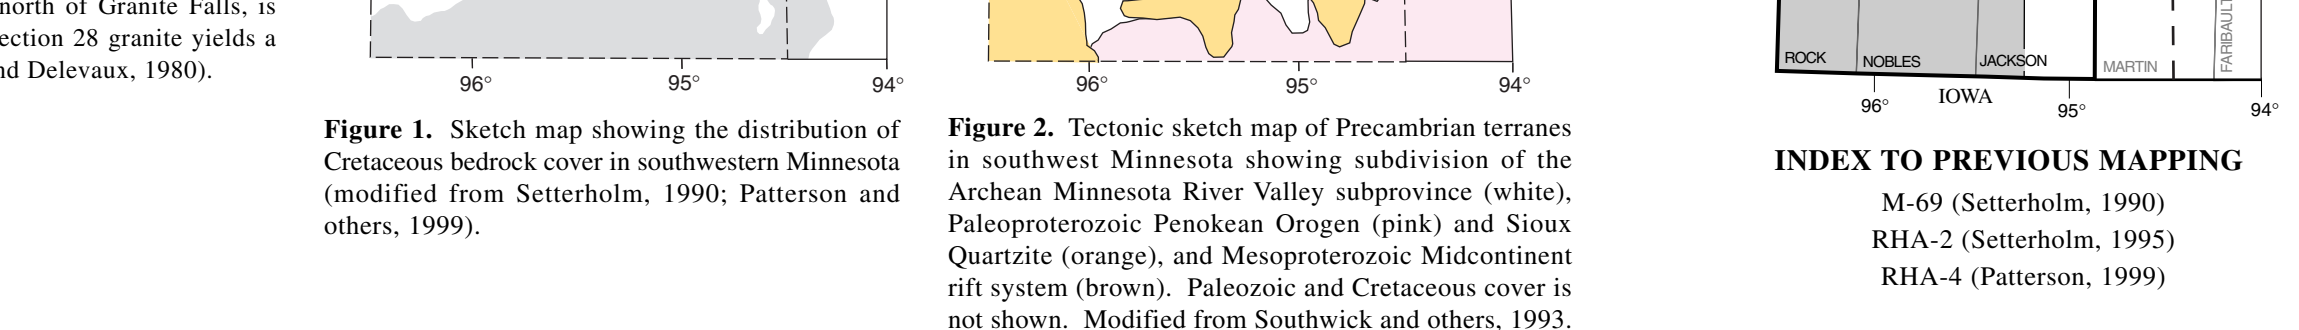 north of Granite Falls, is
ection 28 granite yields a
nd Delevaux, 1980).
96°
95°
94°
Figure 1. Sketch map showing the distribution of
Cretaceous bedrock cover in southwestern Minnesota
(modified from Setterholm, 1990; Patterson and
others, 1999).
96°
95°
94°
Figure 2. Tectonic sketch map of Precambrian terranes
in southwest Minnesota showing subdivision of the
Archean Minnesota River Valley subprovince (white),
Paleoproterozoic Penokean Orogen (pink) and Sioux
Quartzite (orange), and Mesoproterozoic Midcontinent
rift system (brown). Paleozoic and Cretaceous cover is
not shown. Modified from Southwick and others, 1993.
ROCK
NOBLES
JACKSON
MARTIN
FARIBAULT
96°
IOWA
95°
94°
INDEX TO PREVIOUS MAPPING
M-69 (Setterholm, 1990)
RHA-2 (Setterholm, 1995)
RHA-4 (Patterson, 1999)